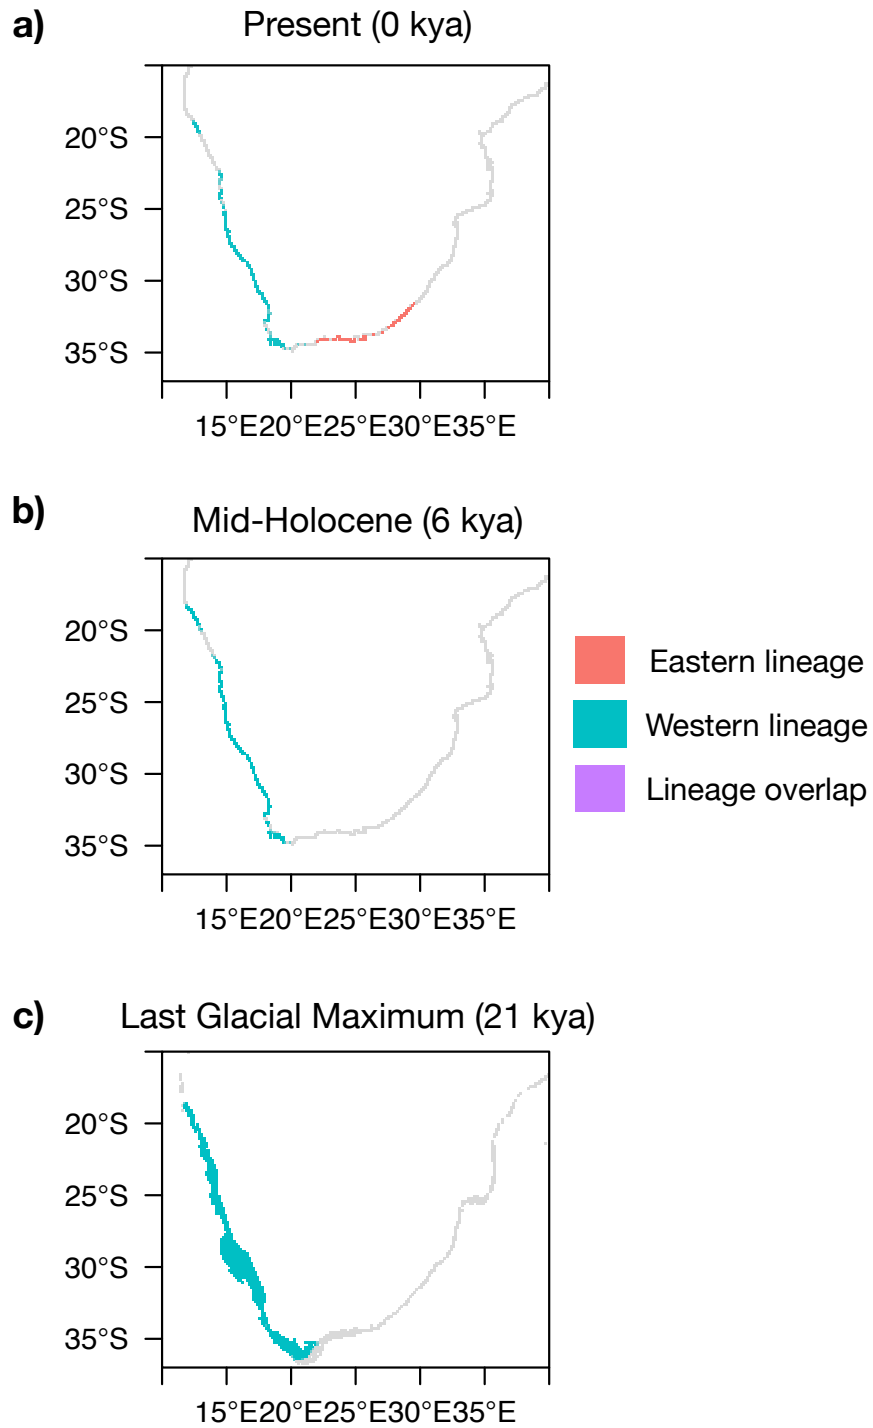 a)
Present (0 kya)
20°S
25°S
30°S
35°S
15°E20°E25°E30°E35°E
b)
Mid-Holocene (6 kya)
20°S
25°S
30°S
35°S
15°E20°E25°E30°E35°E
Eastern lineage
Western lineage
Lineage overlap
c)
Last Glacial Maximum (21 kya)
20°S
25°S
30°S
35°S
15°E20°E25°E30°E35°E